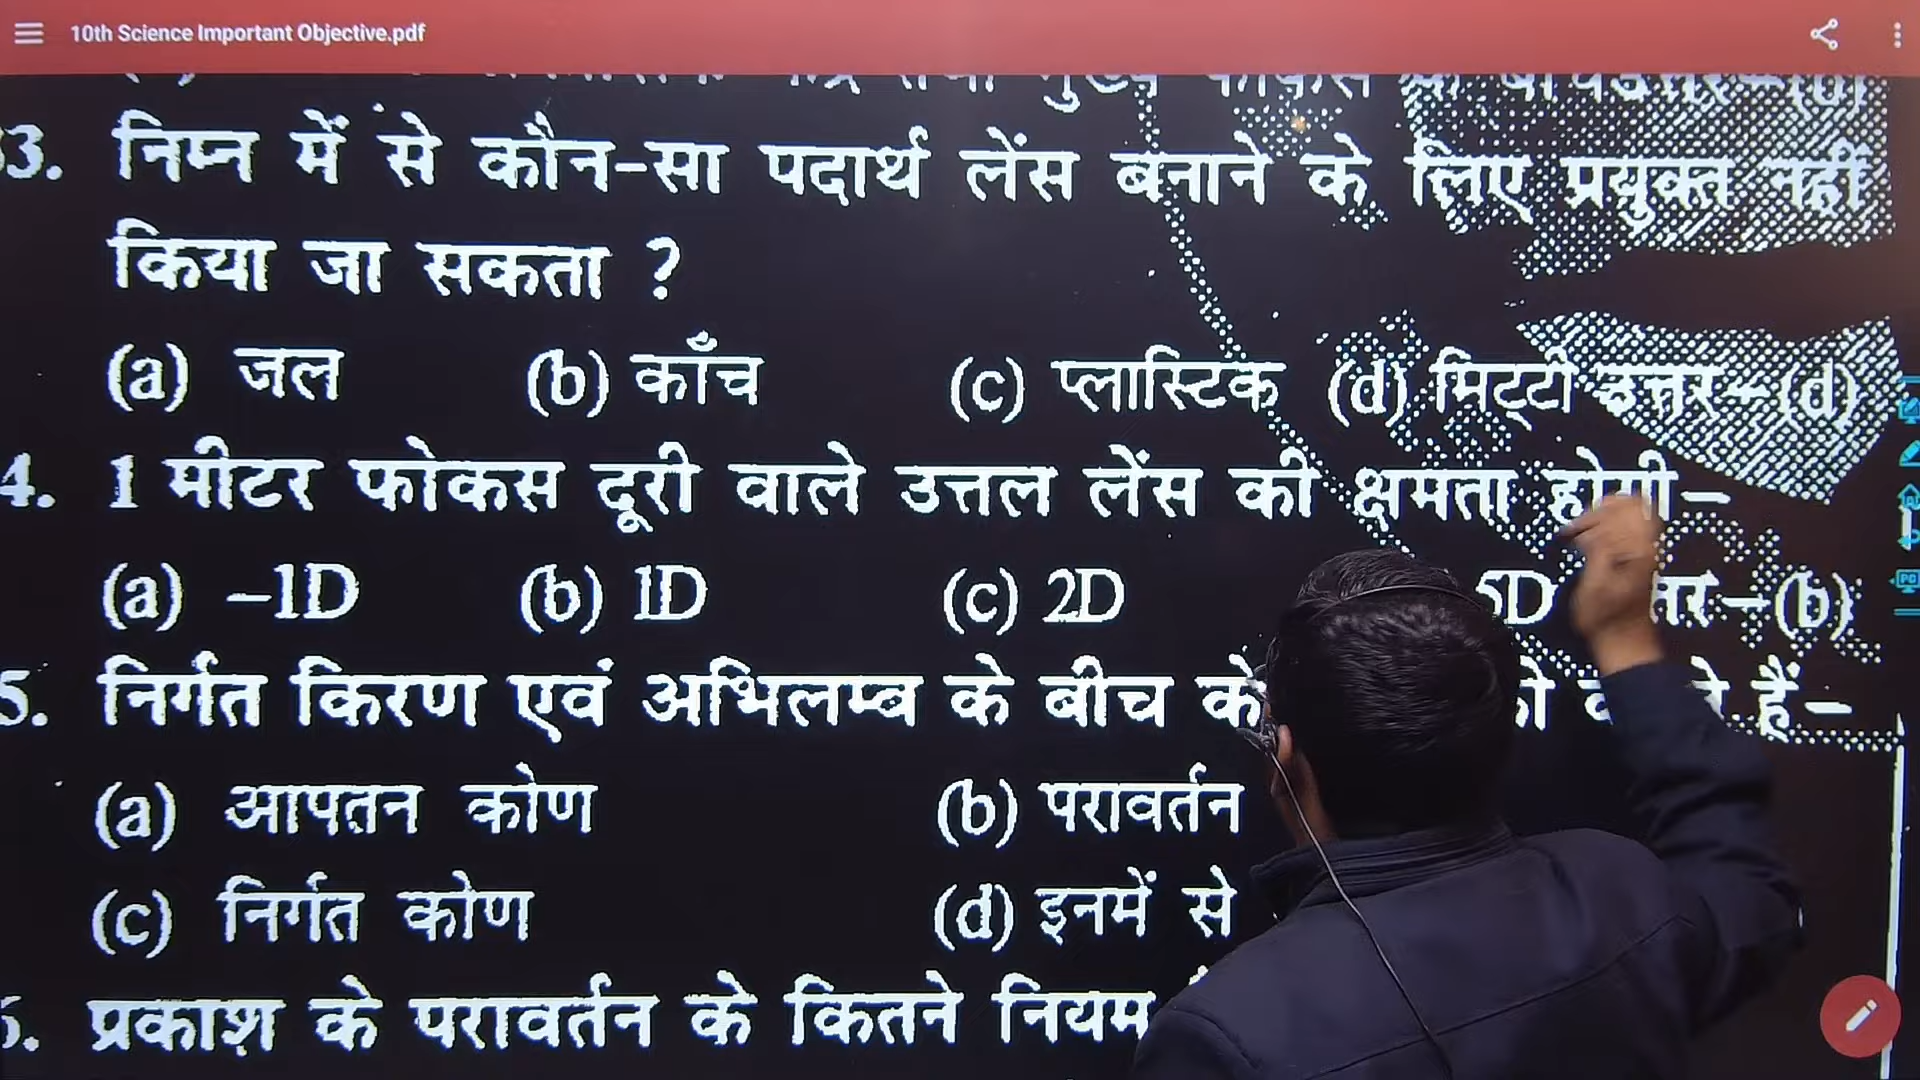 10th Science Important Objective.pdf
33. निम्न में से कौन-सा पदार्थ लेंस बनाने के लिए प्रयुक्त नहीं
किया जा सकता ?
(a) जल (b) काँच (c) प्लास्टिक (d) मिट्टी उत्तर–(d)
4. 1 मीटर फोकस दूरी वाले उत्तल लेंस की क्षमता होगी–
(a) –1D (b) 1D (c) 2D 5D त्तर–(b)
5. निर्गत किरण एवं अभिलम्ब के बीच के हैं–
(a) आपतन कोण (b) परावर्तन
(c) निर्गत कोण (d) इनमें से
6. प्रकाश के परावर्तन के कितने नियम